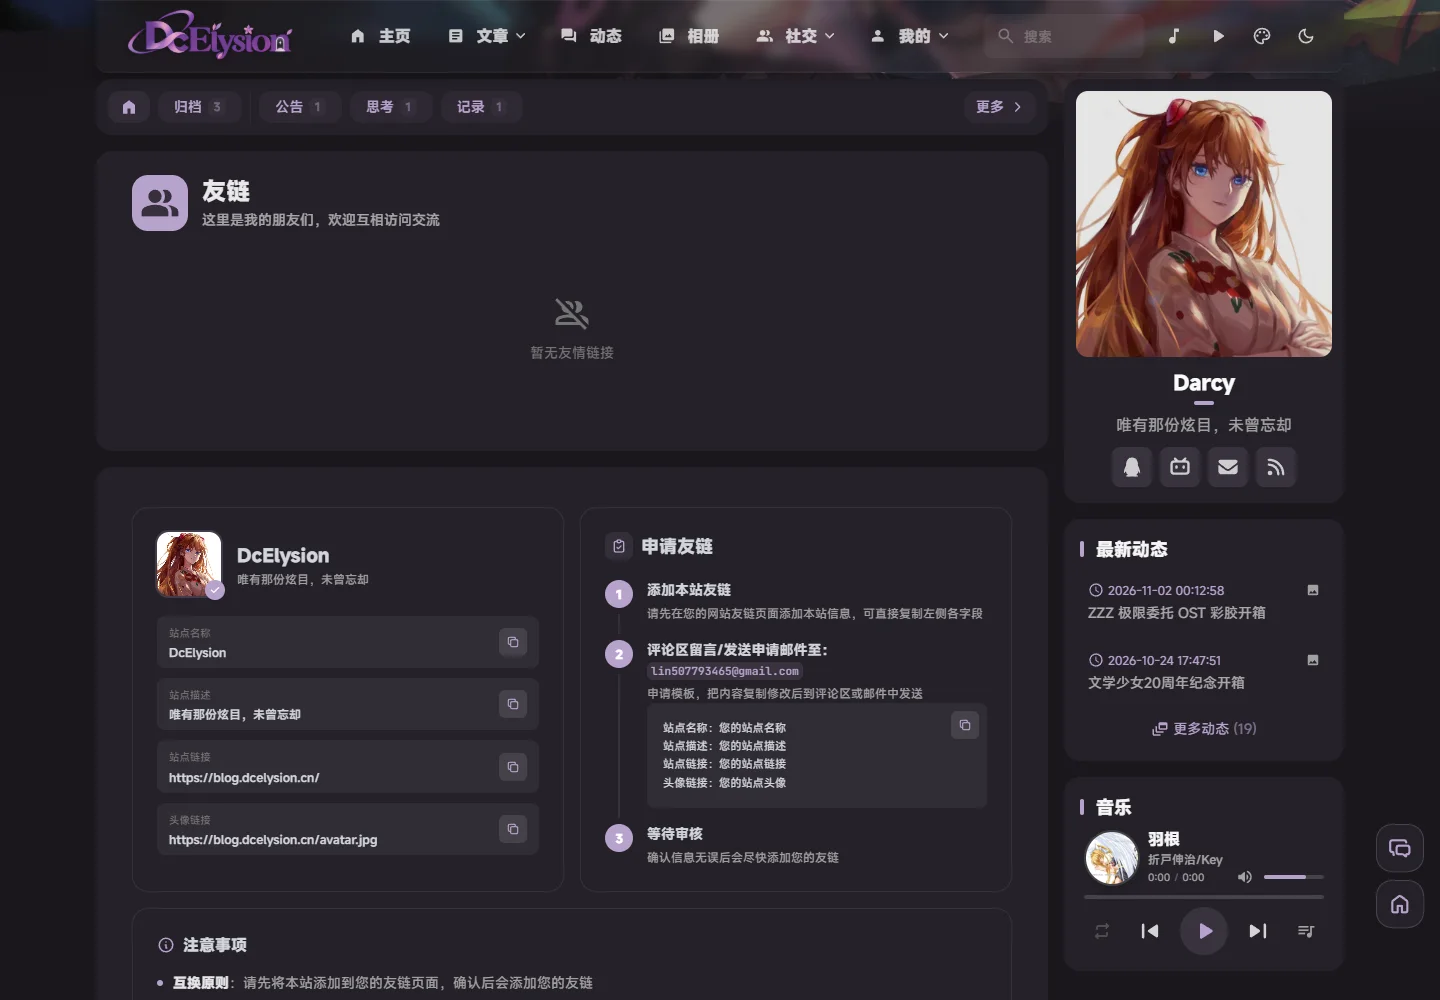 DcElysion
主页
文章
动态
相册
社交
我的
搜索
归档 3
公告 1
思考 1
记录 1
更多
友链
这里是我的朋友们，欢迎互相访问交流
暂无友情链接
DcElysion
唯有那份炫目，未曾忘却
站点名称
DcElysion
站点描述
唯有那份炫目，未曾忘却
站点链接
https://blog.dcelysion.cn/
头像链接
https://blog.dcelysion.cn/avatar.jpg
申请友链
1
添加本站友链
请先在您的网站友链页面添加本站信息，可直接复制左侧各字段
2
评论区留言/发送申请邮件至：
lin507793465@gmail.com
申请模板，把内容复制修改后到评论区或邮件中发送
站点名称：您的站点名称
站点描述：您的站点描述
站点链接：您的站点链接
头像链接：您的站点头像
3
等待审核
确认信息无误后会尽快添加您的友链
注意事项
互换原则：请先将本站添加到您的友链页面，确认后会添加您的友链
Darcy
唯有那份炫目，未曾忘却
最新动态
2026-11-02 00:12:58
ZZZ 极限委托 OST 彩胶开箱
2026-10-24 17:47:51
文学少女20周年纪念开箱
更多动态 (19)
音乐
羽根
折戸伸治/Key
0:00 / 0:00